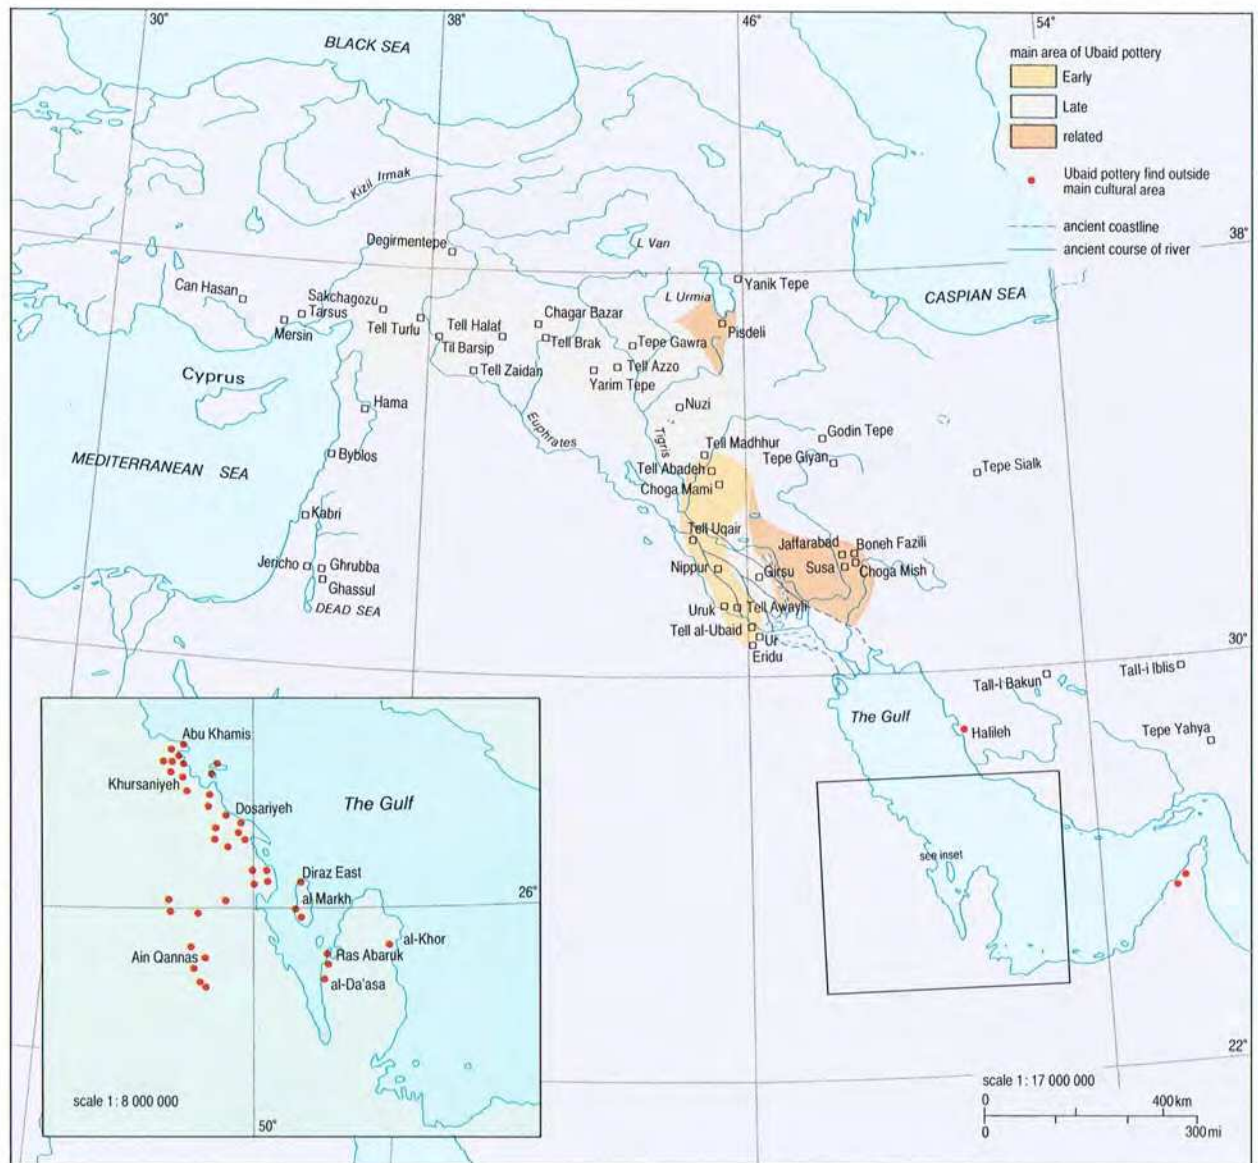 30°
38°
46°
54°
BLACK SEA
main area of Ubaid pottery
Early
Late
related
Ubaid pottery find outside
main cultural area
ancient coastline
ancient course of river
Kizil Irmak
38°
Degirmentepe
L Van
Can Hasan
Sakchagozu
Tarsus
Mersin
Tell Turlu
Tell Halaf
Til Barsip
Chagar Bazar
Tell Brak
Tell Zaidan
Yarim Tepe
Tell Azzo
Tepe Gawra
L Urmia
Yanik Tepe
Pisdeli
CASPIAN SEA
Cyprus
Hama
Nuzi
Euphrates
Tigris
MEDITERRANEAN SEA
Byblos
Tell Madhhur
Tell Abadeh
Choga Mami
Godin Tepe
Tepe Giyan
Tepe Sialk
Kabri
Tell Uqair
Jaffarabad
Boneh Fazili
Jericho
Ghrubba
Ghassul
DEAD SEA
Nippur
Girsu
Susa
Choga Mish
Uruk
Tell Awayli
Tell al-Ubaid
Ur
Eridu
30°
Tall-i Bakun
Tall-i Iblis
The Gulf
Halileh
Tepe Yahya
see inset
22°
scale 1 : 17 000 000
0
400km
0
300mi
Abu Khamis
Khursaniyeh
The Gulf
Dosariyeh
Diraz East
al Markh
26°
al-Khor
Ain Qannas
Ras Abaruk
al-Da'asa
scale 1 : 8 000 000
50°